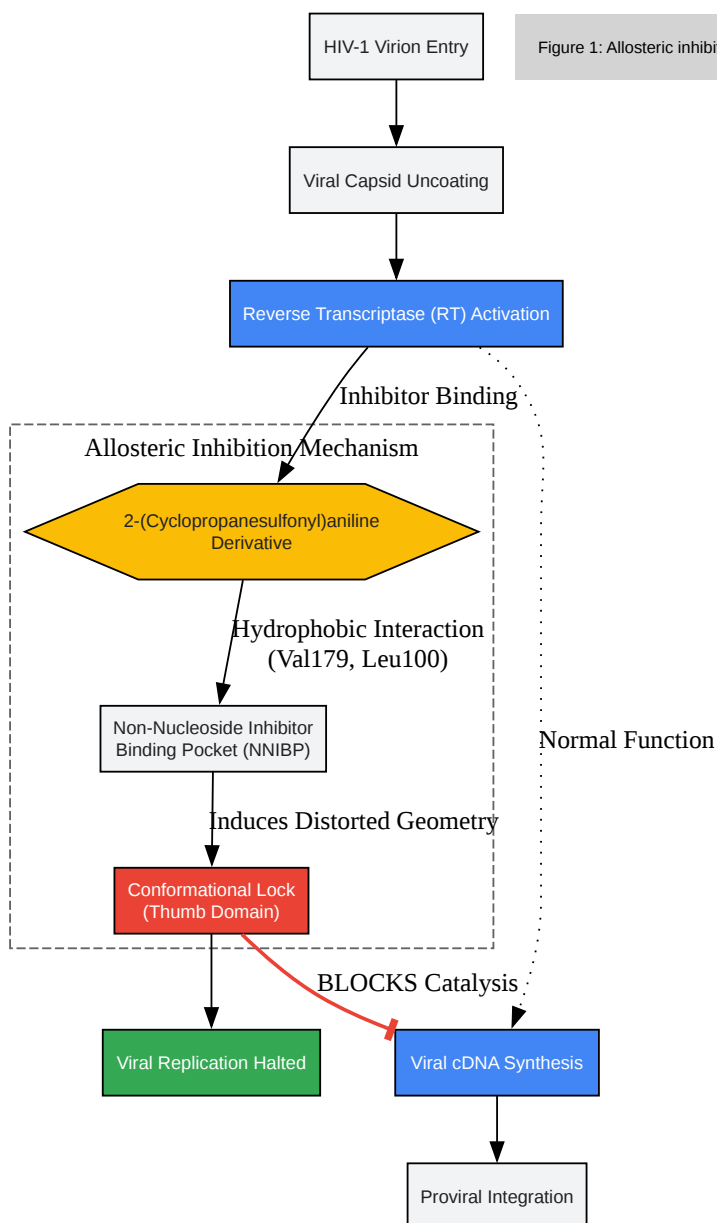 HIV-1 Virion Entry
Figure 1: Allosteric
Viral Capsid Uncoating
Reverse Transcriptase (RT) Activation
Inhibitor Binding
Allosteric Inhibition Mechanism
2-(Cyclopropanesulfonyl)aniline
Derivative
Hydrophobic Interaction
(Val179, Leu100)
Non-Nucleoside Inhibitor
Binding Pocket (NNIBP)
Normal Function
Induces Distorted Geometry
Conformational Lock
(Thumb Domain)
BLOCKS Catalysis
Viral Replication Halted
Viral cDNA Synthesis
Proviral Integration